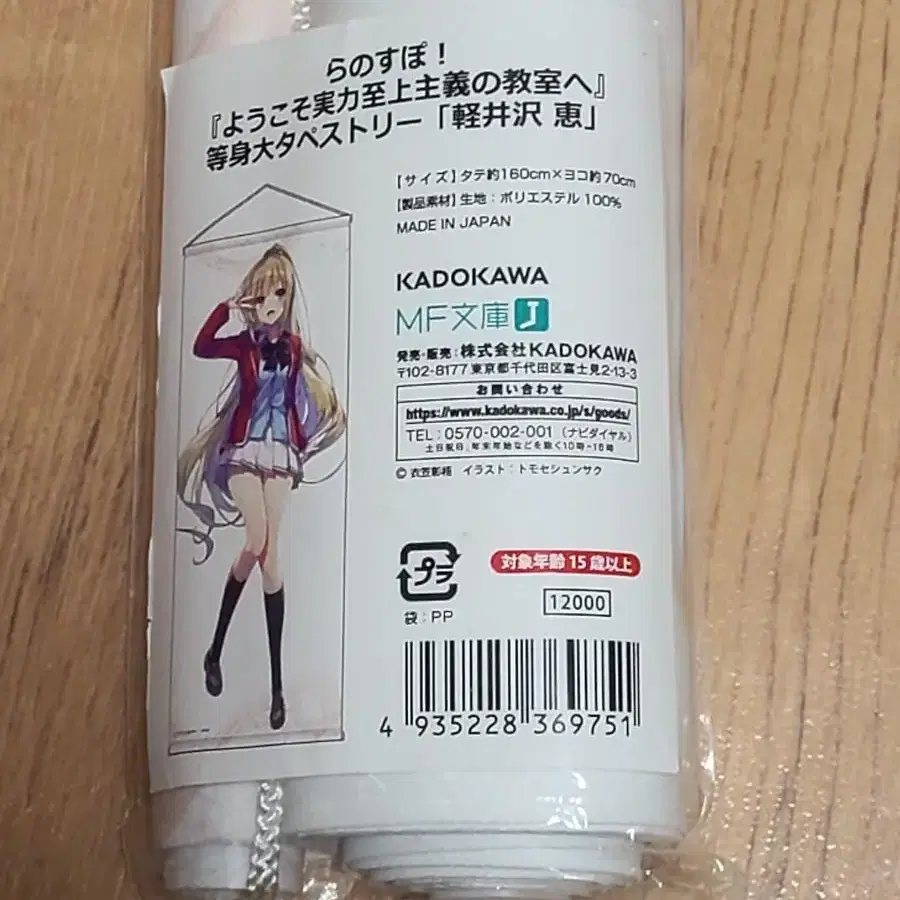 らのすぽ！
『ようこそ実力至上主義の教室へ』
等身大タペストリー「軽井沢 恵」
【サイズ】タテ約160cm×ヨコ約70cm
【製品素材】生地：ポリエステル 100%
MADE IN JAPAN
KADOKAWA
MF文庫J
発売・販売：株式会社KADOKAWA
〒102-8177 東京都千代田区富士見2-13-3
お問い合わせ
https://www.kadokawa.co.jp/s/goods/
TEL：0570-002-001（ナビダイヤル）
土日祝日、年末年始などを除く10時-18時
© 衣笠彰梧 イラスト：トモセシュンサク
プラ
袋：PP
対象年齢15歳以上
12000
4 935228 369751